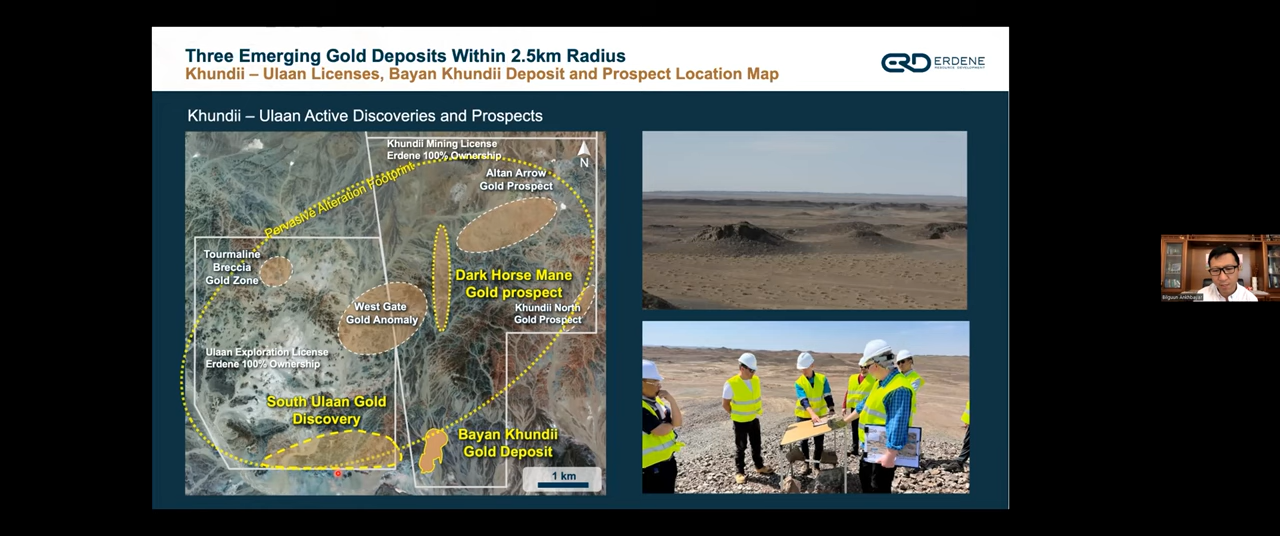 Three Emerging Gold Deposits Within 2.5km Radius
Khundii – Ulaan Licenses, Bayan Khundii Deposit and Prospect Location Map
ERD ERDENE
RESOURCE DEVELOPMENT
Khundii – Ulaan Active Discoveries and Prospects
Khundii Mining License
Erdene 100% Ownership
N
Pervasive Alteration Footprint
Altan Arrow
Gold Prospect
Tourmaline
Breccia
Gold Zone
Dark Horse Mane
Gold prospect
West Gate
Gold Anomaly
Khundii North
Gold Prospect
Ulaan Exploration License
Erdene 100% Ownership
South Ulaan Gold
Discovery
Bayan Khundii
Gold Deposit
1 km